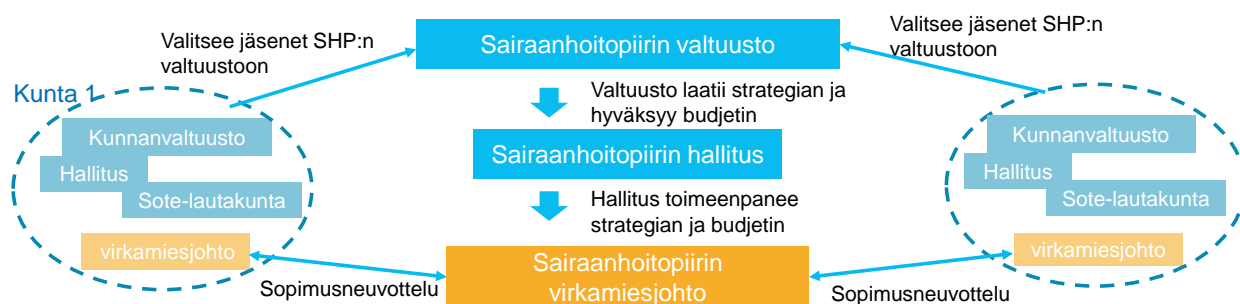 Valitsee jäsenet SHP:n
valtuustoon
Sairaanhoitopiirin valtuusto
Valitsee jäsenet SHP:n
valtuustoon
Kunta 1
Valtuusto laatii strategian ja
hyväksyy budjetin
Kunnanvaltuusto
Hallitus
Sote-lautakunta
virkamiesjohto
Sairaanhoitopiirin hallitus
Hallitus toimeenpanee
strategian ja budjetin
Kunnanvaltuusto
Hallitus
Sote-lautakunta
virkamiesjohto
Sopimusneuvottelu
Sairaanhoitopiirin
virkamiesjohto
Sopimusneuvottelu